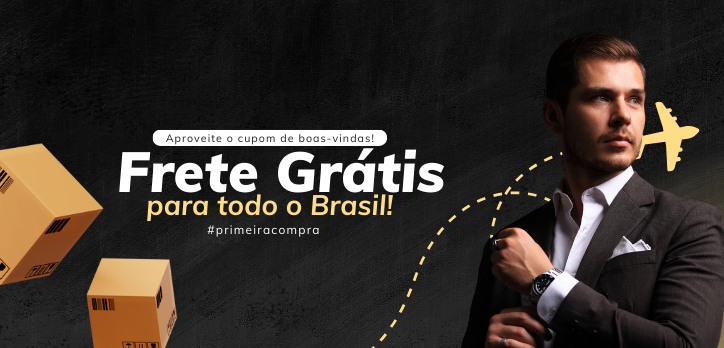 Aproveite o cupom de boas-vindas!
Frete Grátis
para todo o Brasil!
#primeiracompra